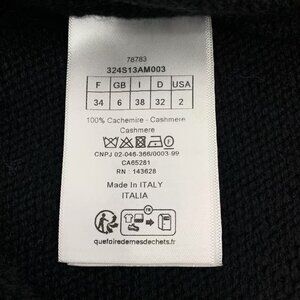 78783
324S13AM003
F GB I D USA
34 6 38 32 2
100% Cachemire - Cashmere
Cashmere
CNPJ 02-046-366/0003-99
CA65281
RN : 143628
Made In ITALY
ITALIA
FR
quefairedemesdechets.fr